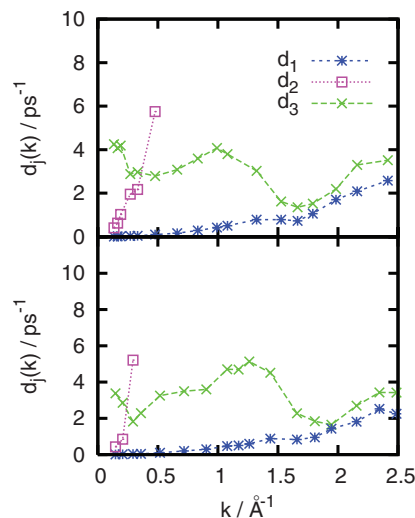 10
8
6
4
2
0
d₁
d₂
d₃
dⱼ(k) / ps⁻¹
10
8
6
4
2
0
dⱼ(k) / ps⁻¹
0 0.5 1 1.5 2 2.5
k / Å⁻¹